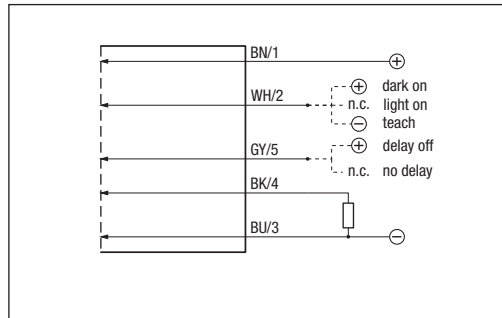 BN/1
+
WH/2
+ dark on
n.c. light on
− teach
GY/5
+ delay off
n.c. no delay
BK/4
BU/3
−